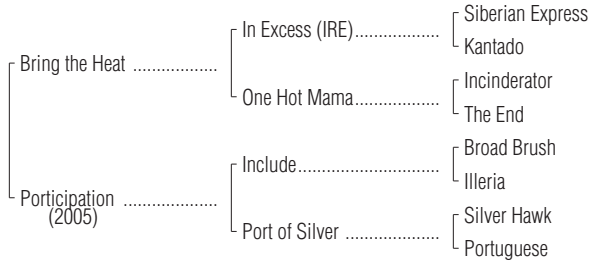 Siberian Express
In Excess (IRE)...................
Kantado
Bring the Heat ..................
Incinderator
One Hot Mama..................
The End
Broad Brush
Include..............................
Illeria
Porticipation ....................
(2005)
Silver Hawk
Port of Silver ....................
Portuguese